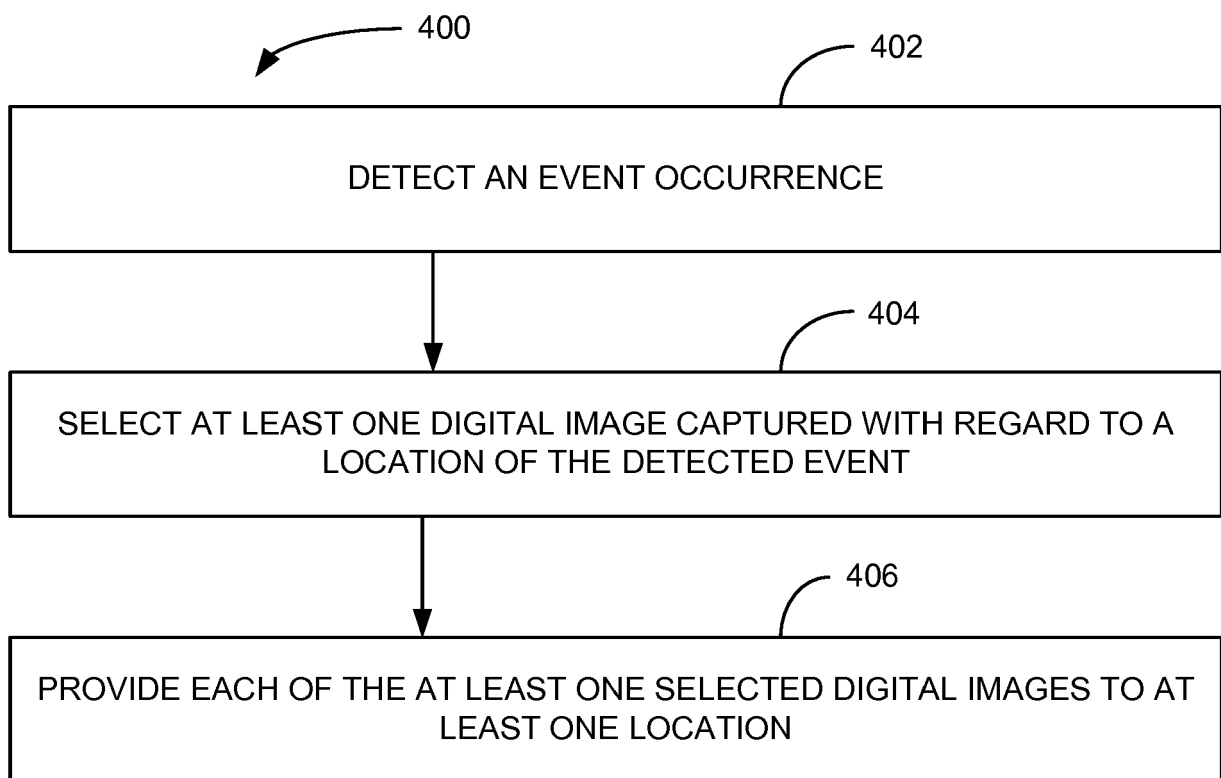 400
402
DETECT AN EVENT OCCURRENCE
404
SELECT AT LEAST ONE DIGITAL IMAGE CAPTURED WITH REGARD TO A
LOCATION OF THE DETECTED EVENT
406
PROVIDE EACH OF THE AT LEAST ONE SELECTED DIGITAL IMAGES TO AT
LEAST ONE LOCATION